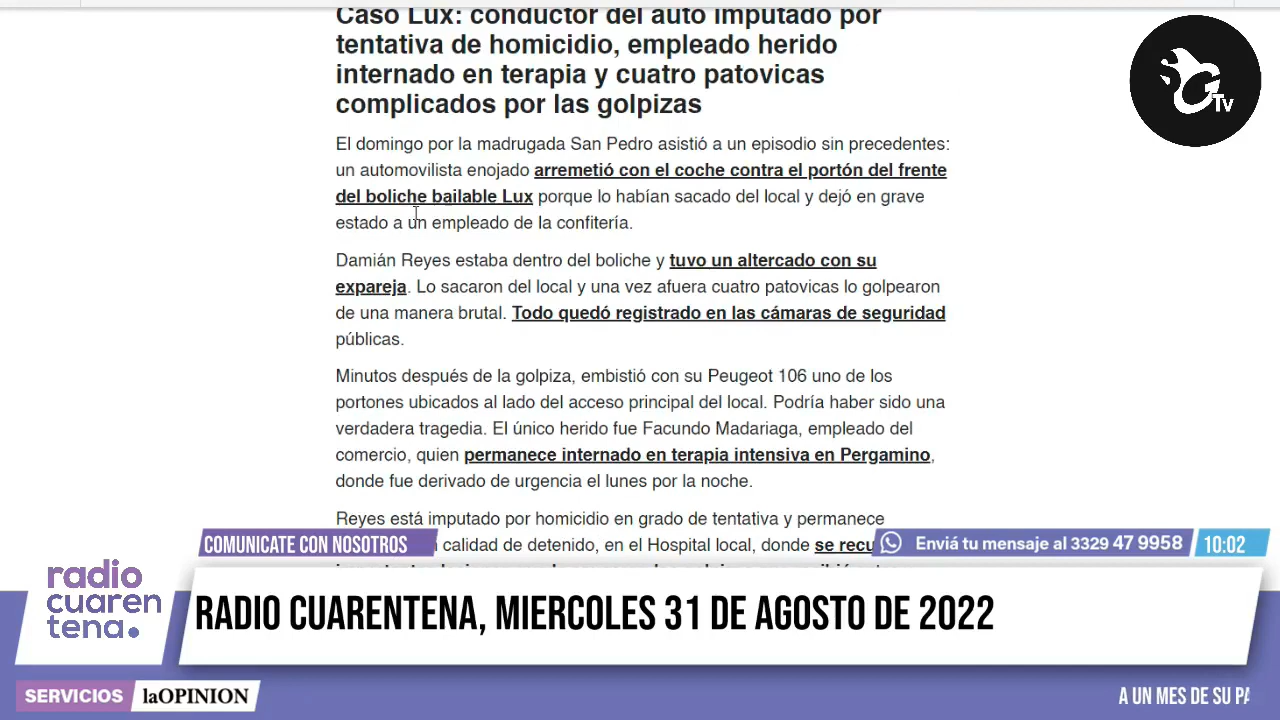 Caso Lux: conductor del auto imputado por
tentativa de homicidio, empleado herido
internado en terapia y cuatro patovicas
complicados por las golpizas
El domingo por la madrugada San Pedro asistió a un episodio sin precedentes:
un automovilista enojado arremetió con el coche contra el portón del frente
del boliche bailable Lux porque lo habían sacado del local y dejó en grave
estado a un empleado de la confitería.
Damián Reyes estaba dentro del boliche y tuvo un altercado con su
expareja. Lo sacaron del local y una vez afuera cuatro patovicas lo golpearon
de una manera brutal. Todo quedó registrado en las cámaras de seguridad
públicas.
Minutos después de la golpiza, embistió con su Peugeot 106 uno de los
portones ubicados al lado del acceso principal del local. Podría haber sido una
verdadera tragedia. El único herido fue Facundo Madariaga, empleado del
comercio, quien permanece internado en terapia intensiva en Pergamino,
donde fue derivado de urgencia el lunes por la noche.
Reyes está imputado por homicidio en grado de tentativa y permanece
calidad de detenido, en el Hospital local, donde se recu
G Tv
COMUNICATE CON NOSOTROS
Enviá tu mensaje al 3329 47 9958
10:02
radio
cuaren
tena.
RADIO CUARENTENA, MIERCOLES 31 DE AGOSTO DE 2022
SERVICIOS
laOPINION
A UN MES DE SU PA